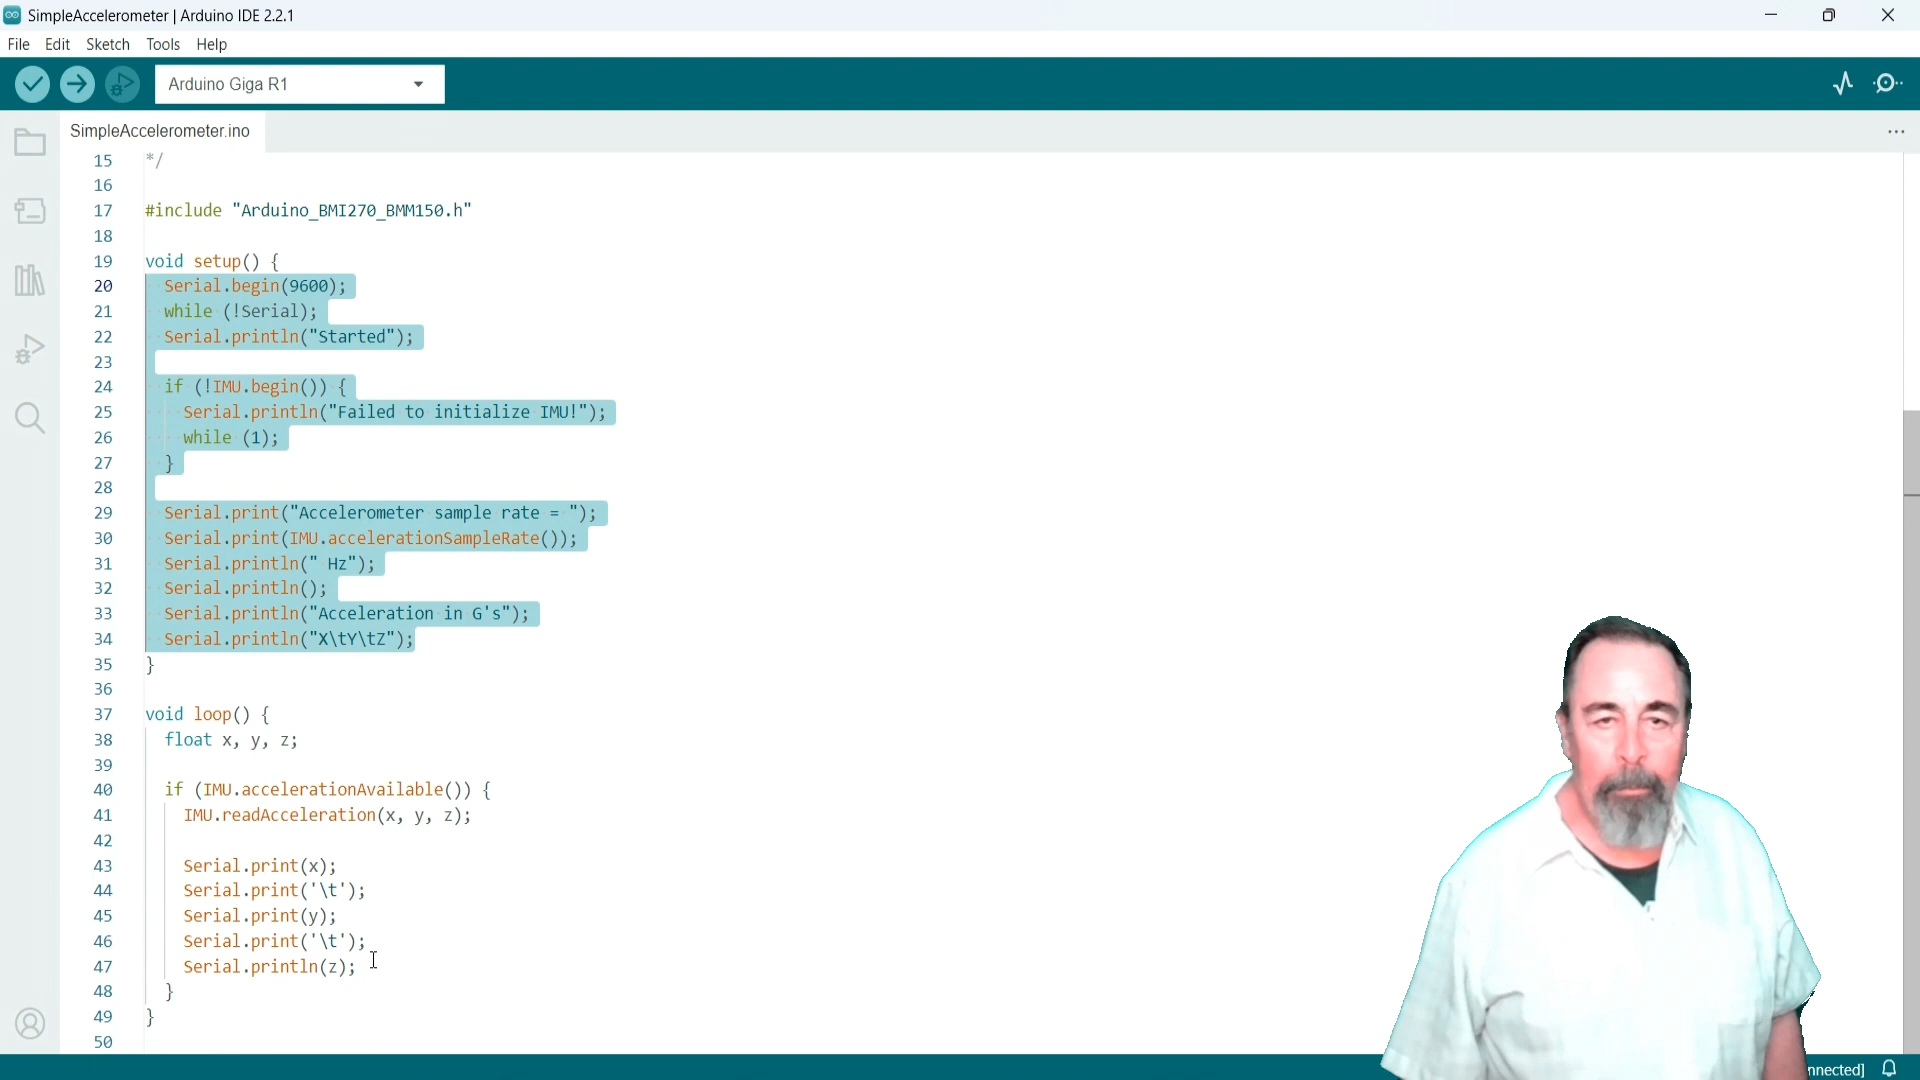 SimpleAccelerometer | Arduino IDE 2.2.1
File Edit Sketch Tools Help
Arduino Giga R1
SimpleAccelerometer.ino
15 */
16
17 #include "Arduino_BMI270_BMM150.h"
18
19 void setup() {
20 Serial.begin(9600);
21 while (!Serial);
22 Serial.println("Started");
23
24 if (!IMU.begin()) {
25 Serial.println("Failed to initialize IMU!");
26 while (1);
27 }
28
29 Serial.print("Accelerometer sample rate = ");
30 Serial.print(IMU.accelerationSampleRate());
31 Serial.println(" Hz");
32 Serial.println();
33 Serial.println("Acceleration in G's");
34 Serial.println("X\tY\tZ");
35 }
36
37 void loop() {
38 float x, y, z;
39
40 if (IMU.accelerationAvailable()) {
41 IMU.readAcceleration(x, y, z);
42
43 Serial.print(x);
44 Serial.print('\t');
45 Serial.print(y);
46 Serial.print('\t');
47 Serial.println(z);
48 }
49 }
50
nnected]